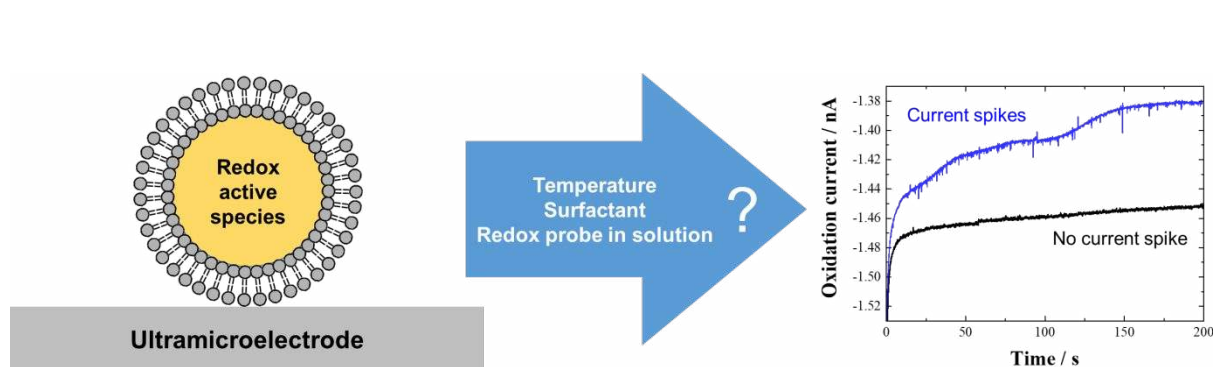 Redox
active
species
Ultramicroelectrode
Temperature
Surfactant
Redox probe in solution
?
Oxidation current / nA
-1.38
-1.40
-1.42
-1.44
-1.46
-1.48
-1.50
-1.52
Current spikes
No current spike
0
50
100
150
200
Time / s